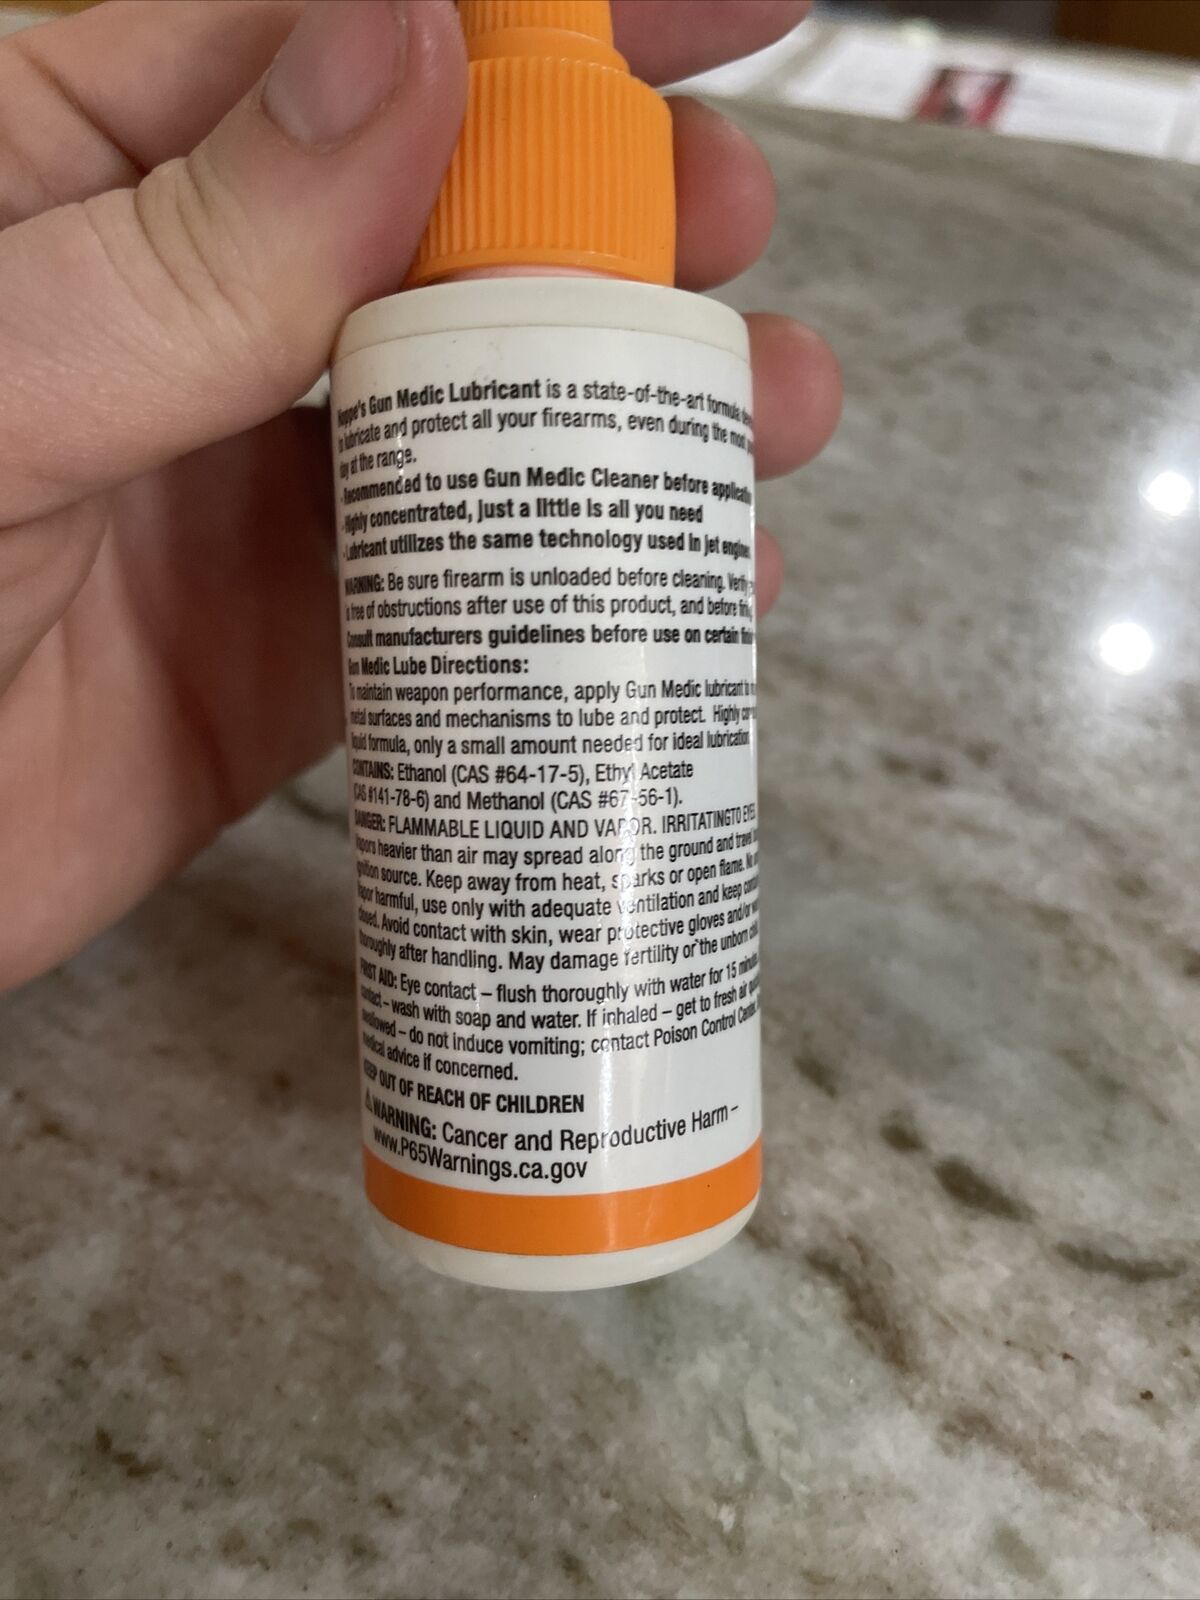 Hoppe's Gun Medic Lubricant is a state-of-the-art formula
to lubricate and protect all your firearms, even during the most
day at the range.
- Recommended to use Gun Medic Cleaner before
- Highly concentrated, just a little is all you need
- Lubricant utilizes the same technology used in jet engines
WARNING: Be sure firearm is unloaded before cleaning. Verify
is free of obstructions after use of this product, and before
Consult manufacturers guidelines before use on certain
Gun Medic Lube Directions:
To maintain weapon performance, apply Gun Medic lubricant to
metal surfaces and mechanisms to lube and protect. Highly
liquid formula, only a small amount needed for ideal lubrication
CONTAINS: Ethanol (CAS #64-17-5), Ethyl Acetate
(CAS #141-78-6) and Methanol (CAS #67-56-1).
DANGER: FLAMMABLE LIQUID AND VAPOR. IRRITATINGTO EYES
Vapors heavier than air may spread along the ground and travel
ignition source. Keep away from heat, sparks or open flame. No
Vapor harmful, use only with adequate ventilation and keep
closed. Avoid contact with skin, wear protective gloves and/or
thoroughly after handling. May damage fertility or the unborn
FIRST AID: Eye contact – flush thoroughly with water for 15
contact – wash with soap and water. If inhaled – get to fresh air
swallowed – do not induce vomiting; contact Poison Control Center.
medical advice if concerned.
KEEP OUT OF REACH OF CHILDREN
⚠WARNING: Cancer and Reproductive Harm –
www.P65Warnings.ca.gov